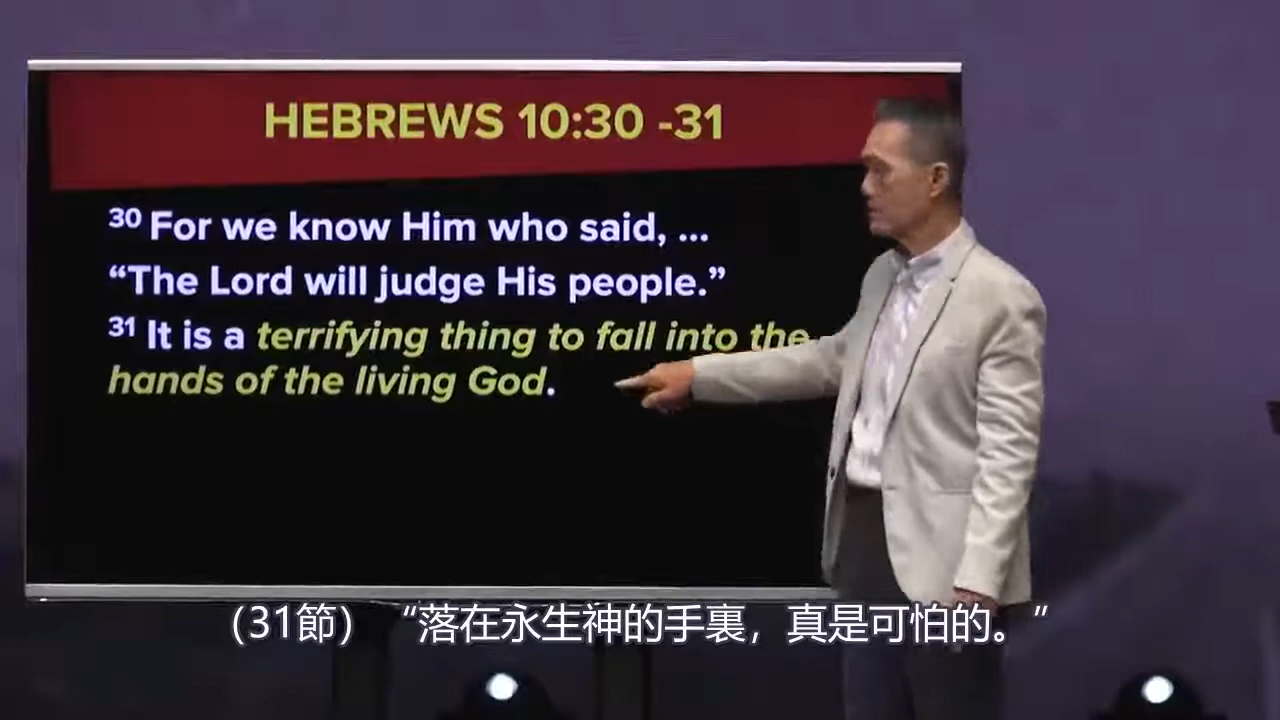 HEBREWS 10:30 -31
30 For we know Him who said, ...
“The Lord will judge His people.”
31 It is a terrifying thing to fall into the
hands of the living God.
（31節）“落在永生神的手裏，真是可怕的。”